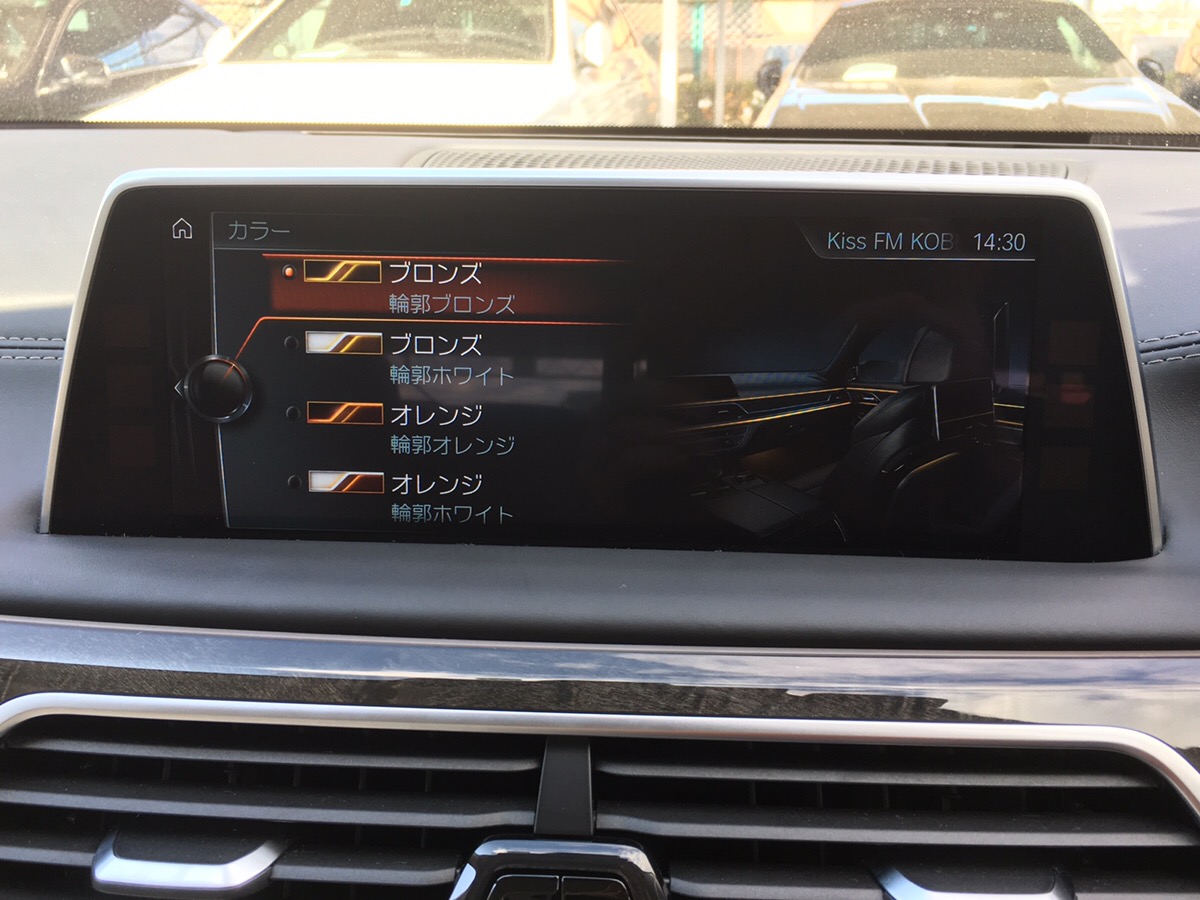 カラー
Kiss FM KOB 14:30
ブロンズ
輪郭ブロンズ
ブロンズ
輪郭ホワイト
オレンジ
輪郭オレンジ
オレンジ
輪郭ホワイト